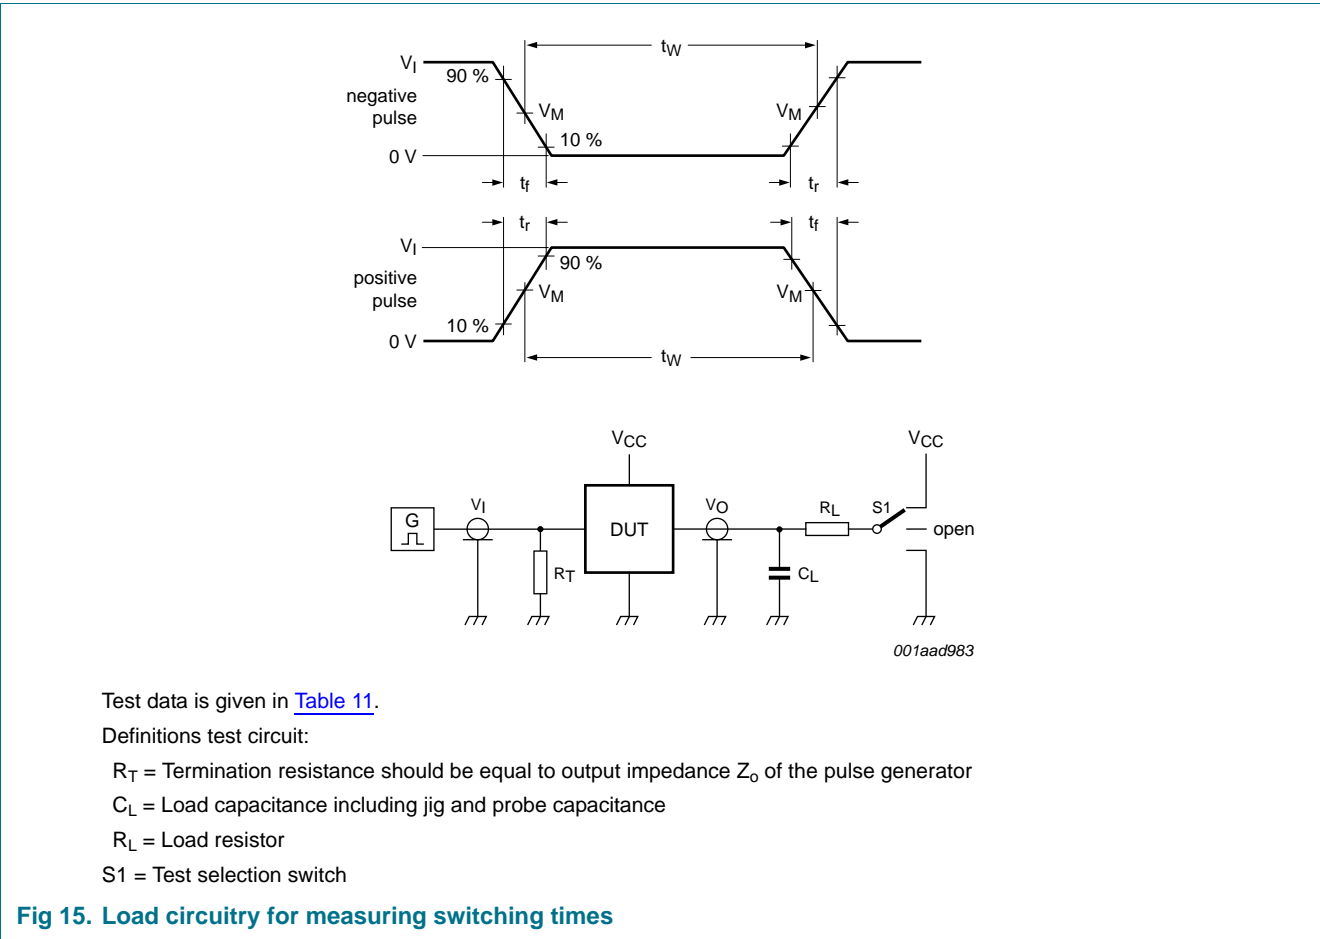 tW
VI
90 %
negative
pulse
VM
VM
10 %
0 V
tf
tr
tr
tf
VI
90 %
positive
pulse
VM
VM
10 %
0 V
tW
VCC
VCC
G
VI
DUT
VO
RL
S1
open
RT
CL
001aad983
Test data is given in Table 11.
Definitions test circuit:
RT = Termination resistance should be equal to output impedance Zo of the pulse generator
CL = Load capacitance including jig and probe capacitance
RL = Load resistor
S1 = Test selection switch
Fig 15. Load circuitry for measuring switching times